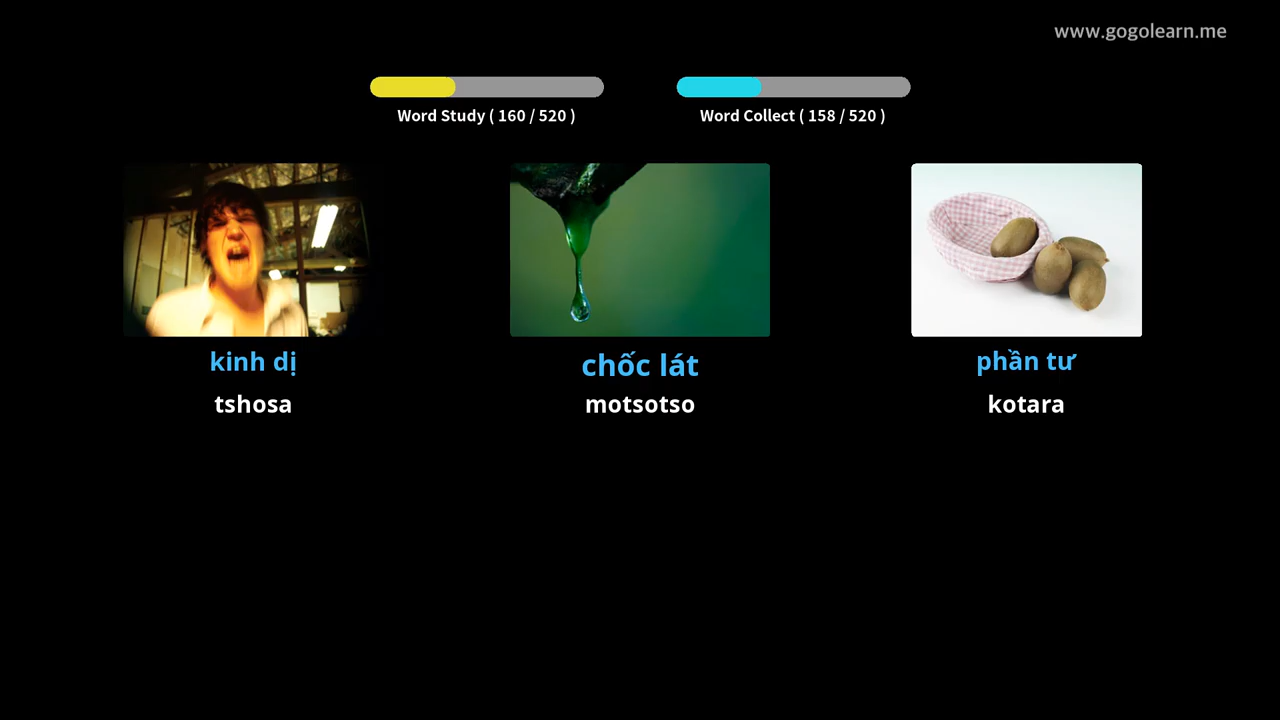 www.gogolearn.me
Word Study ( 160 / 520 )
Word Collect ( 158 / 520 )
kinh dị
chốc lát
phần tư
tshosa
motsotso
kotara